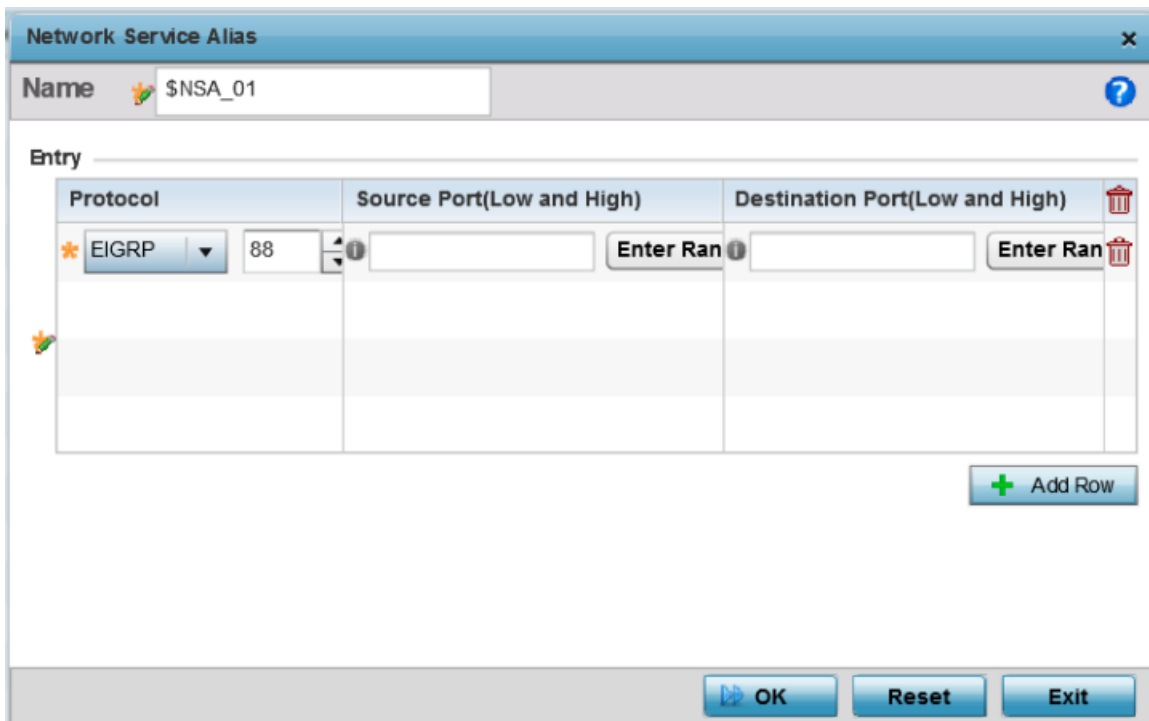 Network Service Alias
Name $NSA_01
Entry
Protocol Source Port(Low and High) Destination Port(Low and High)
EIGRP 88 Enter Ran Enter Ran
Add Row
OK Reset Exit